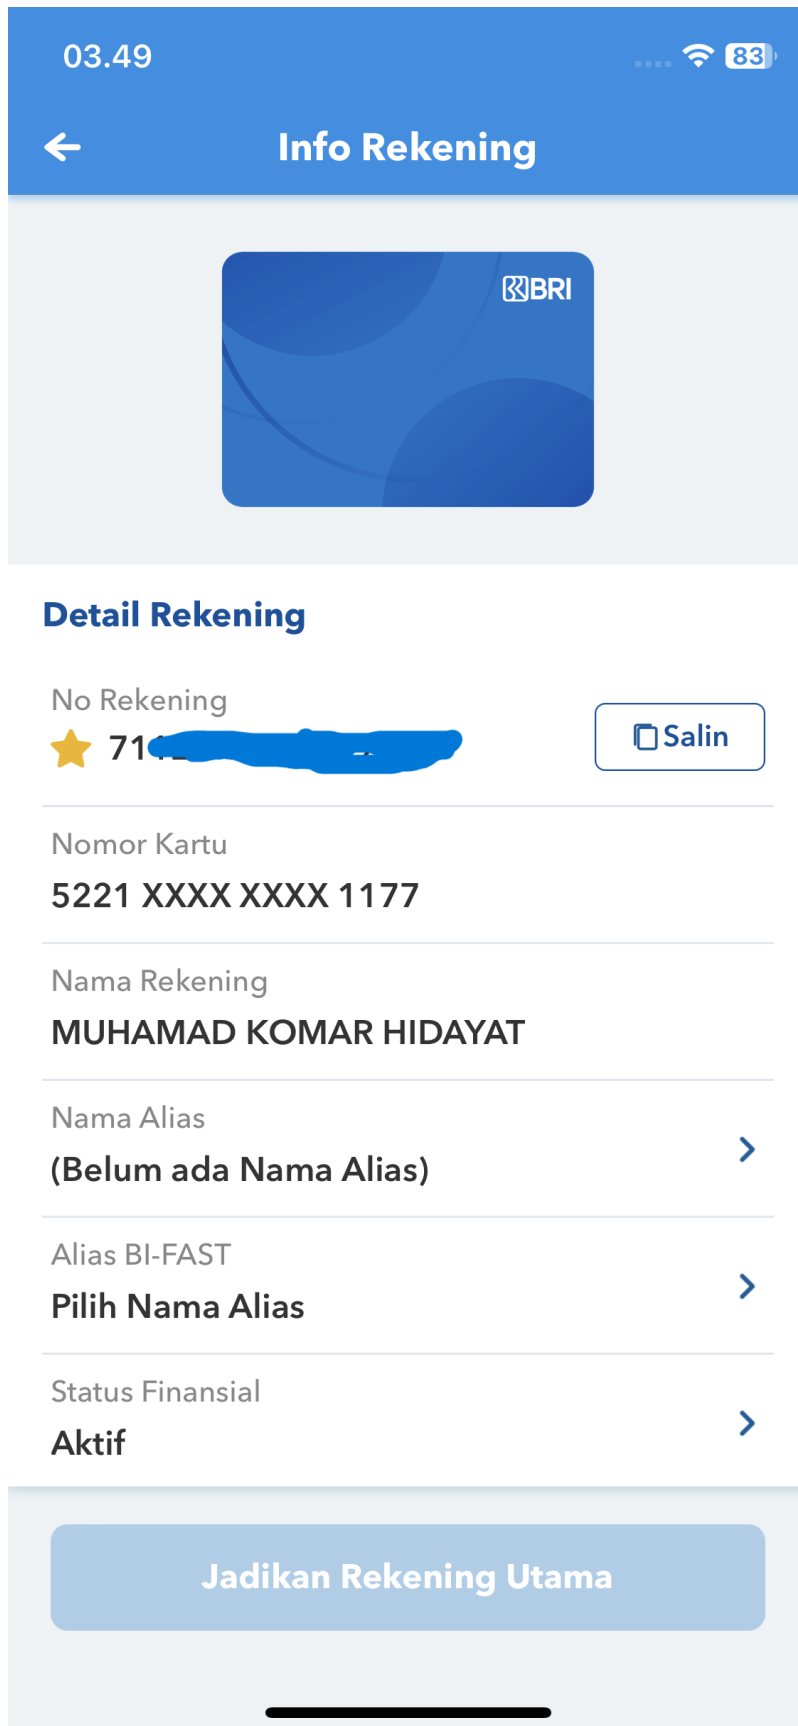 03.49
83
Info Rekening
BRI
Detail Rekening
No Rekening
71
Salin
Nomor Kartu
5221 XXXX XXXX 1177
Nama Rekening
MUHAMAD KOMAR HIDAYAT
Nama Alias
(Belum ada Nama Alias)
Alias BI-FAST
Pilih Nama Alias
Status Finansial
Aktif
Jadikan Rekening Utama